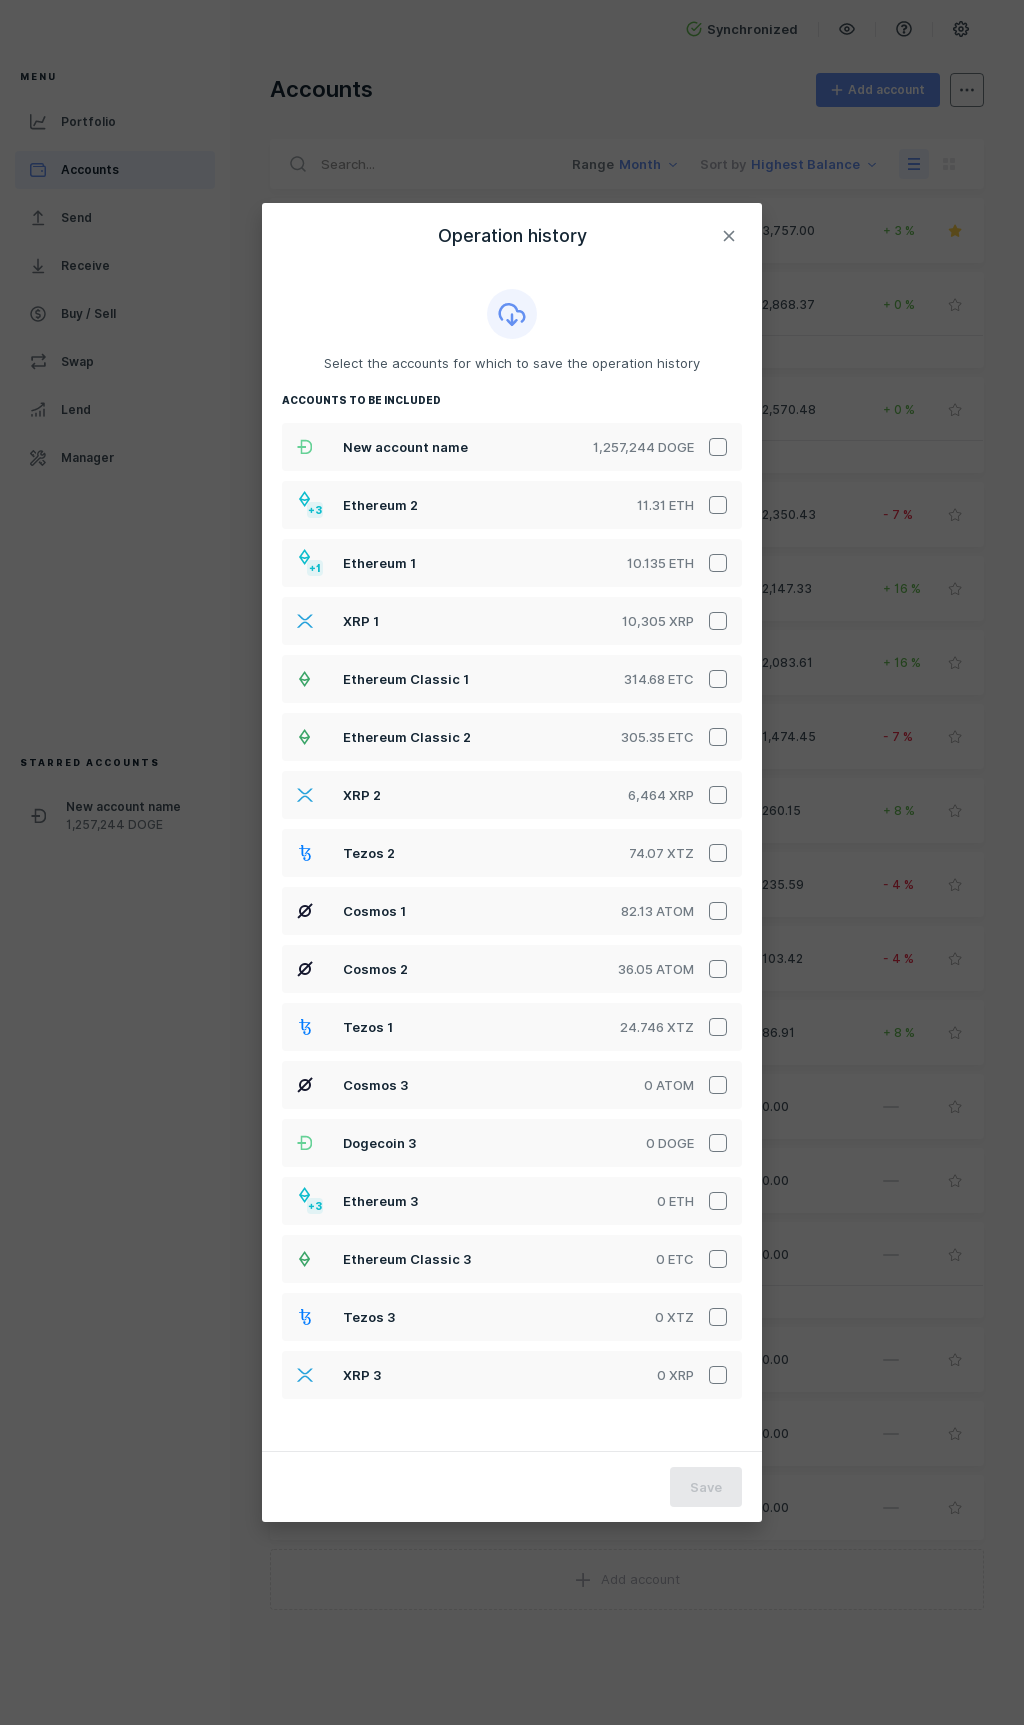 Synchronized
MENU
Accounts
+ Add account
Portfolio
Accounts
Search...
Range Month
Sort by Highest Balance
Send
Receive
Buy / Sell
Swap
Lend
Manager
STARRED ACCOUNTS
New account name
1,257,244 DOGE
Operation history
Select the accounts for which to save the operation history
ACCOUNTS TO BE INCLUDED
New account name 1,257,244 DOGE
+3 Ethereum 2 11.31 ETH
+1 Ethereum 1 10.135 ETH
XRP 1 10,305 XRP
Ethereum Classic 1 314.68 ETC
Ethereum Classic 2 305.35 ETC
XRP 2 6,464 XRP
Tezos 2 74.07 XTZ
Cosmos 1 82.13 ATOM
Cosmos 2 36.05 ATOM
Tezos 1 24.746 XTZ
Cosmos 3 0 ATOM
Dogecoin 3 0 DOGE
+3 Ethereum 3 0 ETH
Ethereum Classic 3 0 ETC
Tezos 3 0 XTZ
XRP 3 0 XRP
Save
3,757.00 + 3 %
2,868.37 + 0 %
2,570.48 + 0 %
2,350.43 - 7 %
2,147.33 + 16 %
2,083.61 + 16 %
1,474.45 - 7 %
260.15 + 8 %
235.59 - 4 %
103.42 - 4 %
86.91 + 8 %
0.00 —
0.00 —
0.00 —
0.00 —
0.00 —
0.00 —
+ Add account